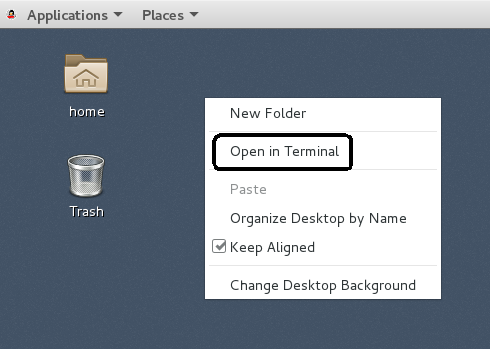 Applications Places
home
Trash
New Folder
Open in Terminal
Paste
Organize Desktop by Name
Keep Aligned
Change Desktop Background